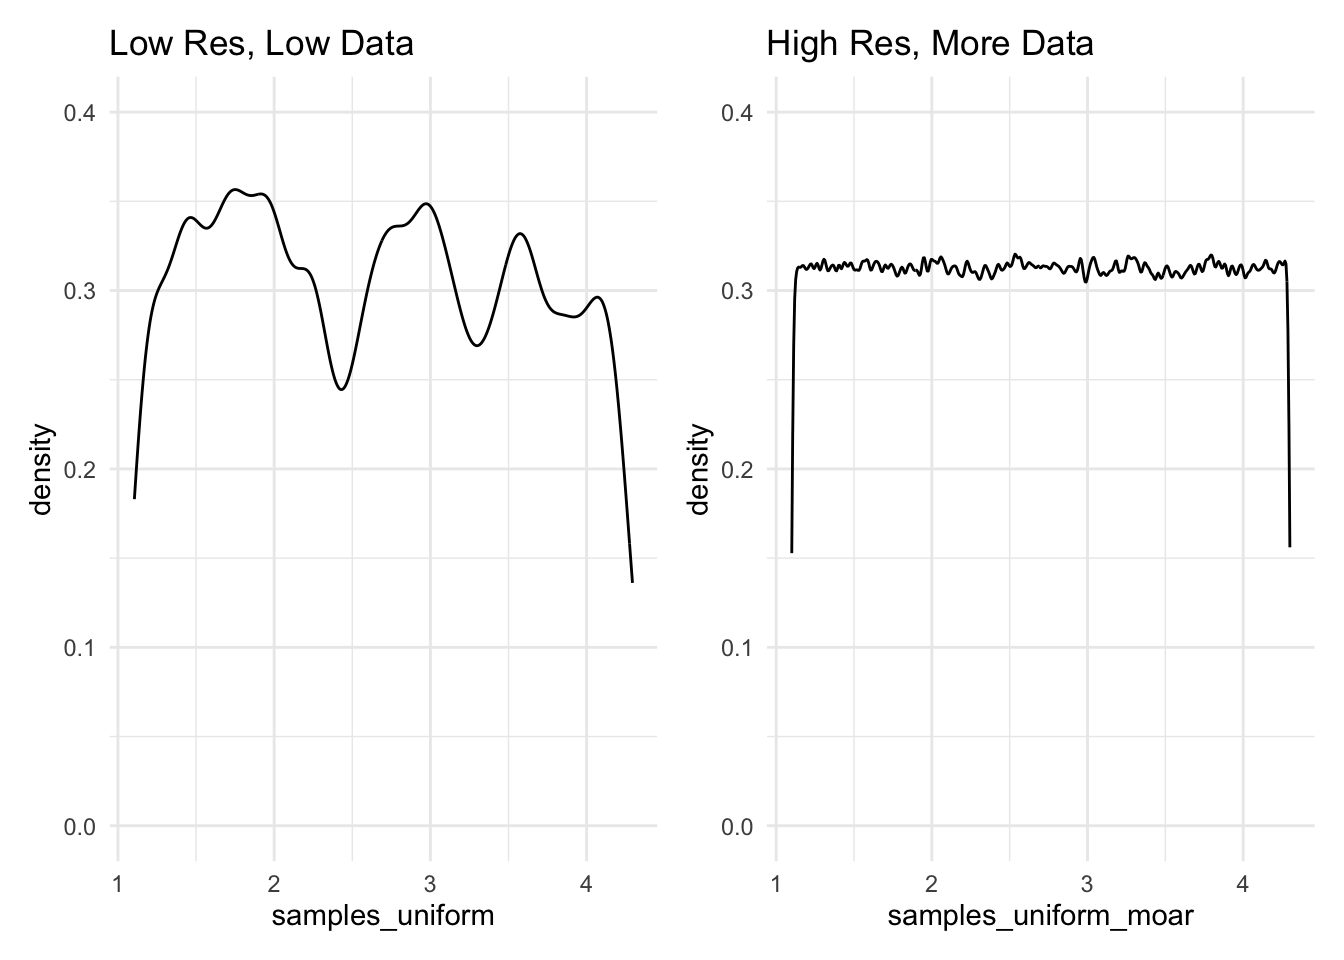 Low Res, Low Data
0.4
0.3
0.2
0.1
0.0
density
1 2 3 4
samples_uniform
High Res, More Data
0.4
0.3
0.2
0.1
0.0
density
1 2 3 4
samples_uniform_moar